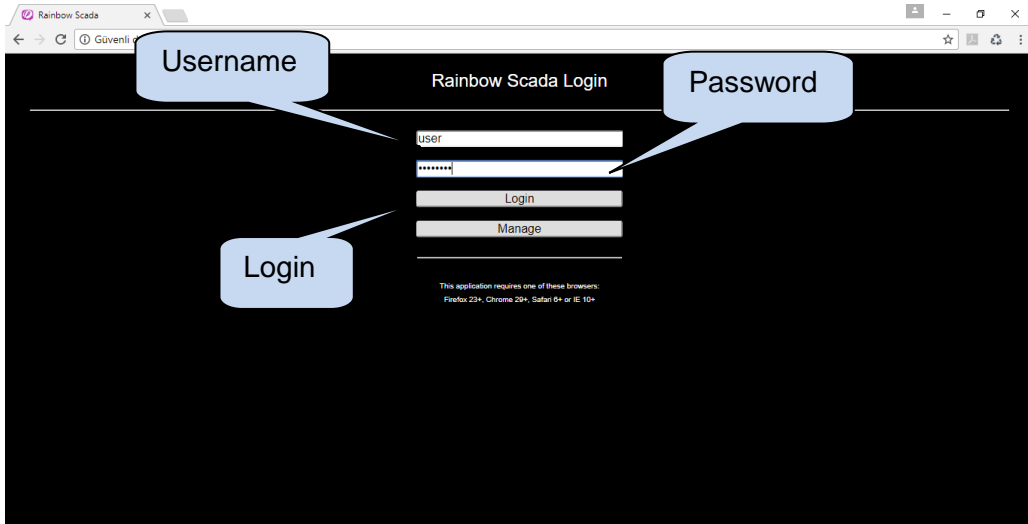 Rainbow Scada
Güvenli
Username
Rainbow Scada Login
Password
user
Login
Manage
Login
This application requires one of these browsers:
Firefox 23+, Chrome 29+, Safari 6+ or IE 10+